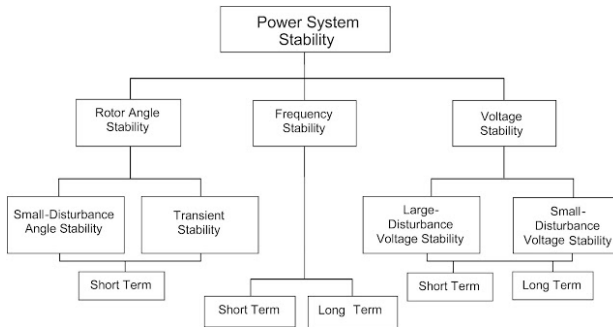 Power System
Stability
Rotor Angle
Stability
Frequency
Stability
Voltage
Stability
Small-Disturbance
Angle Stability
Transient
Stability
Large-
Disturbance
Voltage Stability
Small-
Disturbance
Voltage Stability
Short Term
Short Term
Long Term
Short Term
Long Term